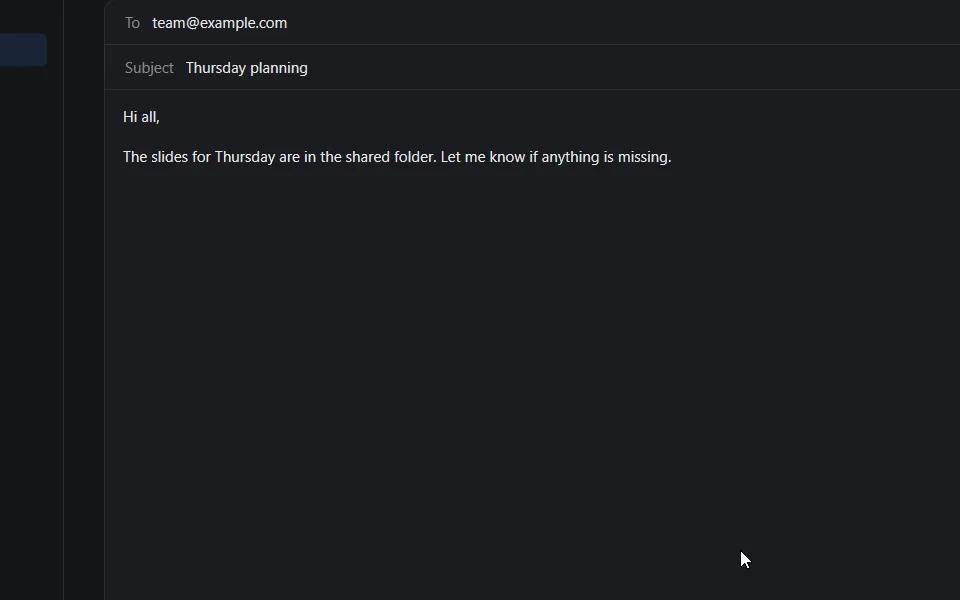 To team@example.com
Subject Thursday planning
Hi all,
The slides for Thursday are in the shared folder. Let me know if anything is missing.